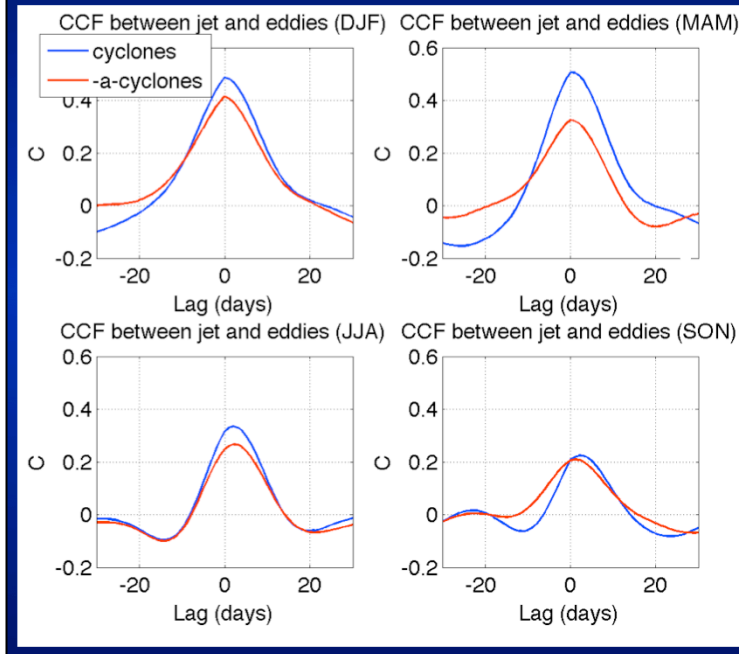 CCF between jet and eddies (DJF)
CCF between jet and eddies (MAM)
cyclones
-a-cyclones
0.4
0.2
0
-0.2
C
-20
0
20
Lag (days)
0.6
0.4
0.2
0
-0.2
C
-20
0
20
Lag (days)
CCF between jet and eddies (JJA)
CCF between jet and eddies (SON)
0.6
0.4
0.2
0
-0.2
C
-20
0
20
Lag (days)
0.6
0.4
0.2
0
-0.2
C
-20
0
20
Lag (days)